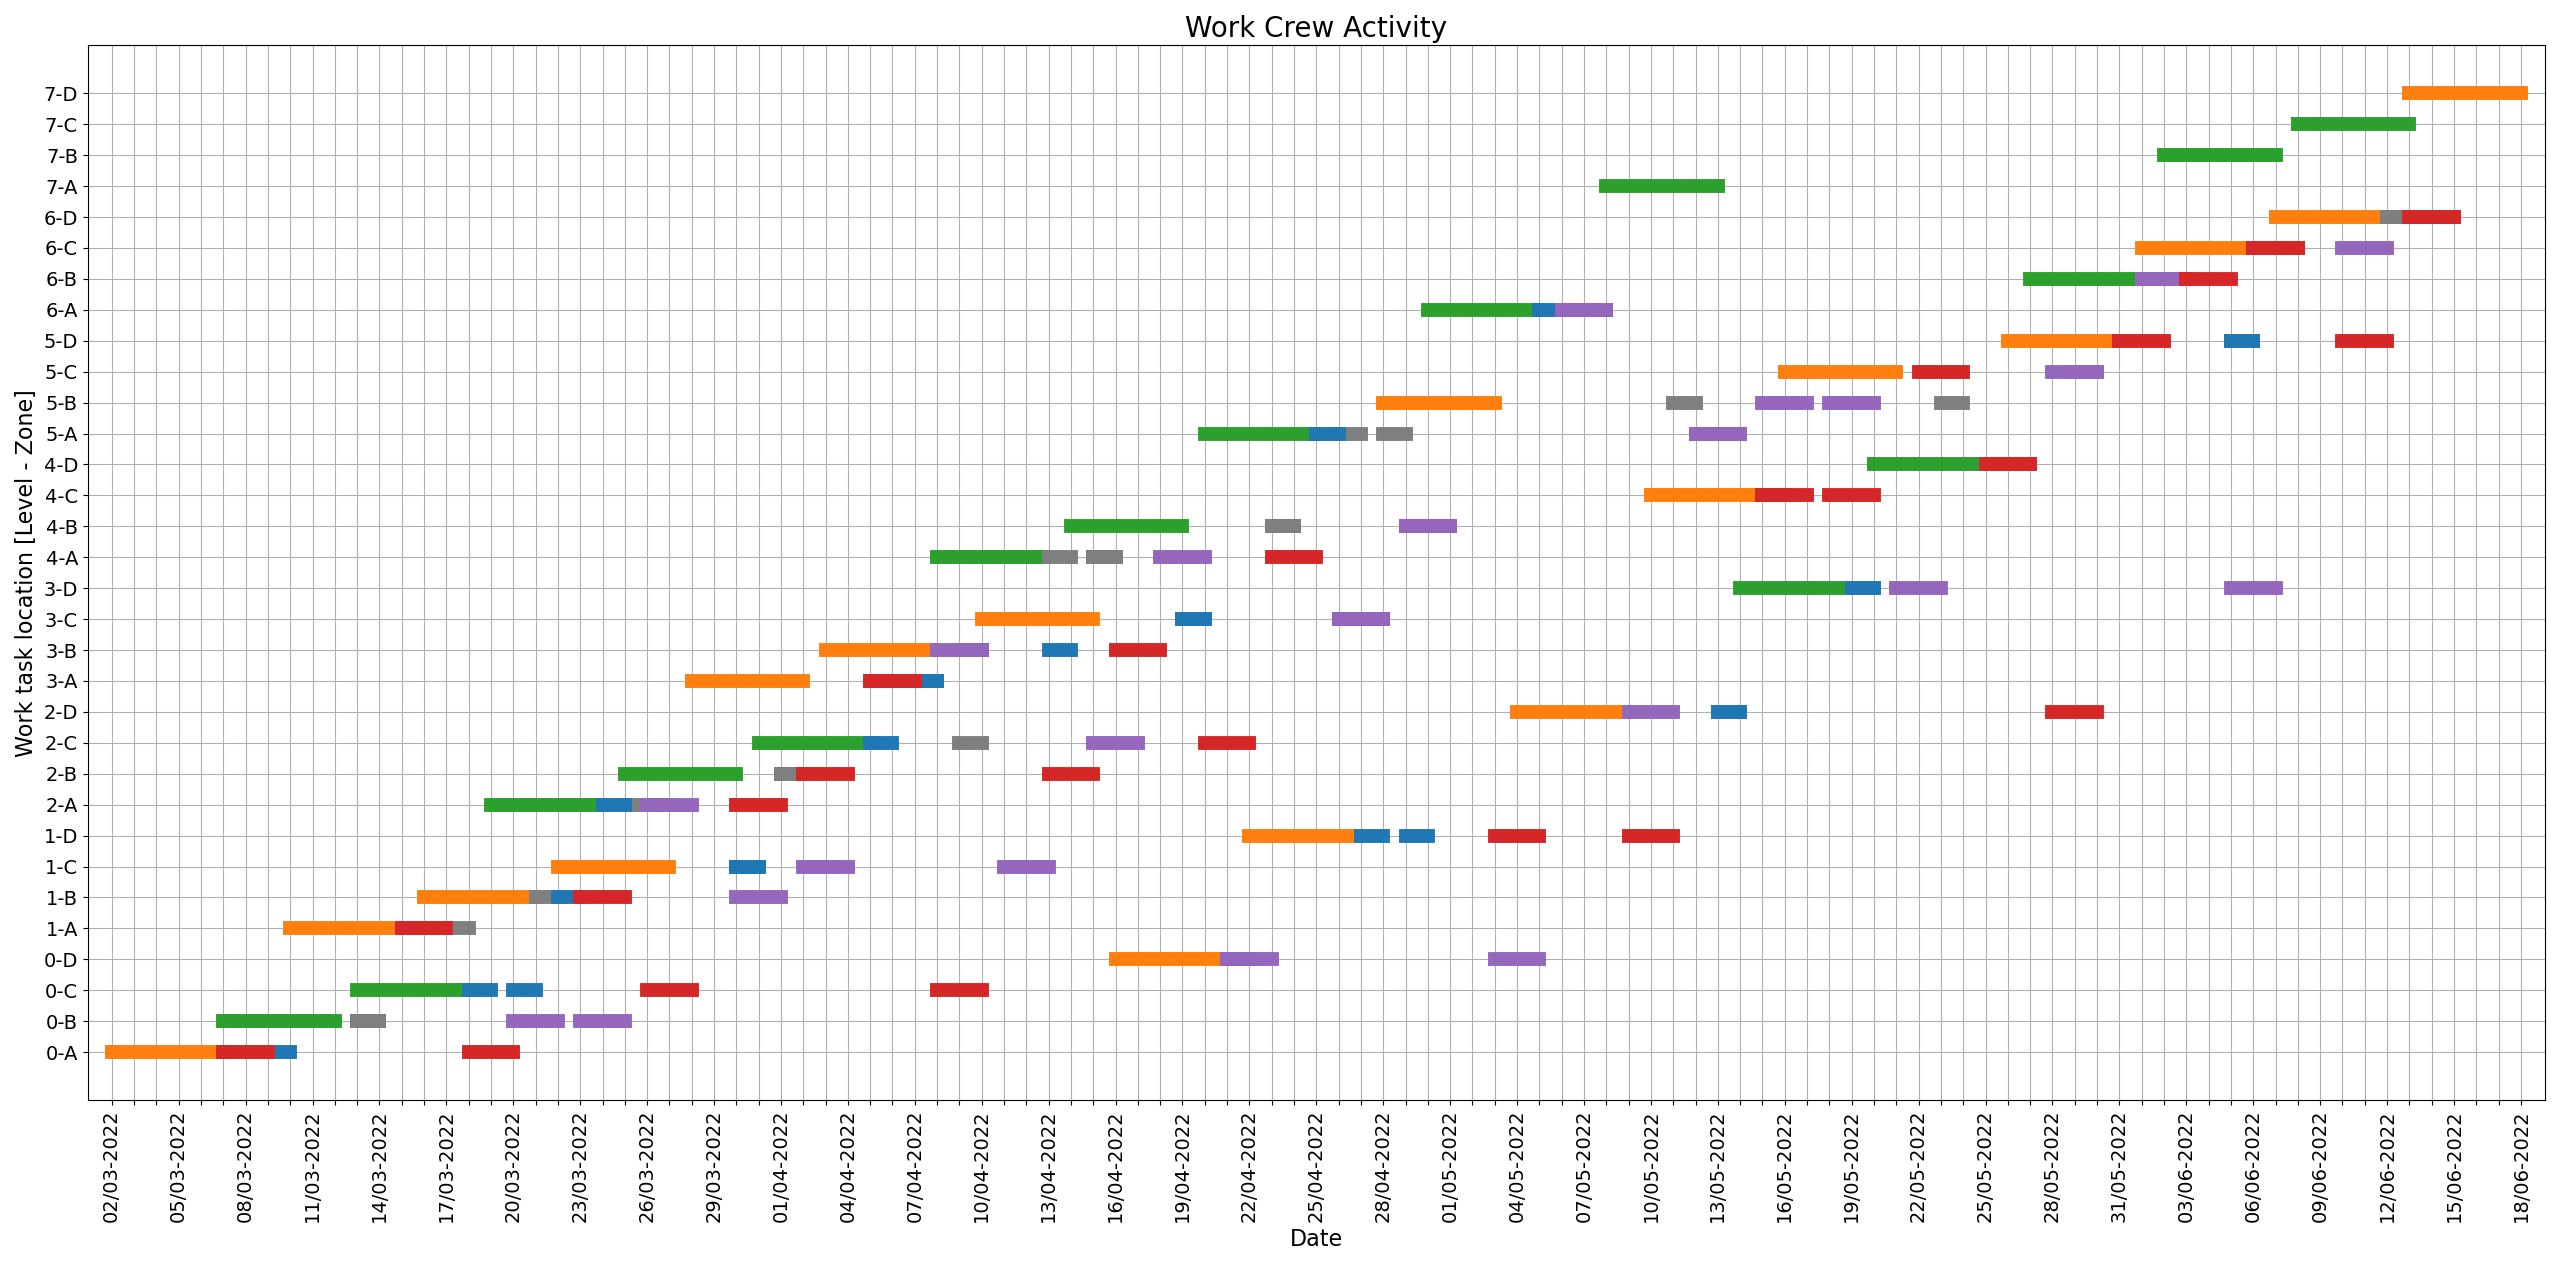 Work Crew Activity
Work task location [Level - Zone]
7-D
7-C
7-B
7-A
6-D
6-C
6-B
6-A
5-D
5-C
5-B
5-A
4-D
4-C
4-B
4-A
3-D
3-C
3-B
3-A
2-D
2-C
2-B
2-A
1-D
1-C
1-B
1-A
0-D
0-C
0-B
0-A
02/03-2022
05/03-2022
08/03-2022
11/03-2022
14/03-2022
17/03-2022
20/03-2022
23/03-2022
26/03-2022
29/03-2022
01/04-2022
04/04-2022
07/04-2022
10/04-2022
13/04-2022
16/04-2022
19/04-2022
22/04-2022
25/04-2022
28/04-2022
01/05-2022
04/05-2022
07/05-2022
10/05-2022
13/05-2022
16/05-2022
19/05-2022
22/05-2022
25/05-2022
28/05-2022
31/05-2022
03/06-2022
06/06-2022
09/06-2022
12/06-2022
15/06-2022
18/06-2022
Date